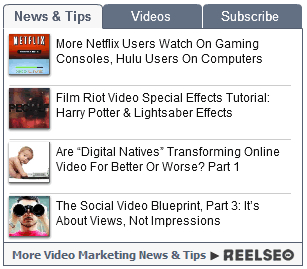 News & Tips
Videos
Subscribe
NETFLIX
More Netflix Users Watch On Gaming
Consoles, Hulu Users On Computers
Film Riot Video Special Effects Tutorial:
Harry Potter & Lightsaber Effects
Are “Digital Natives” Transforming Online
Video For Better Or Worse? Part 1
The Social Video Blueprint, Part 3: It’s
About Views, Not Impressions
More Video Marketing News & Tips ▶ REELSEO